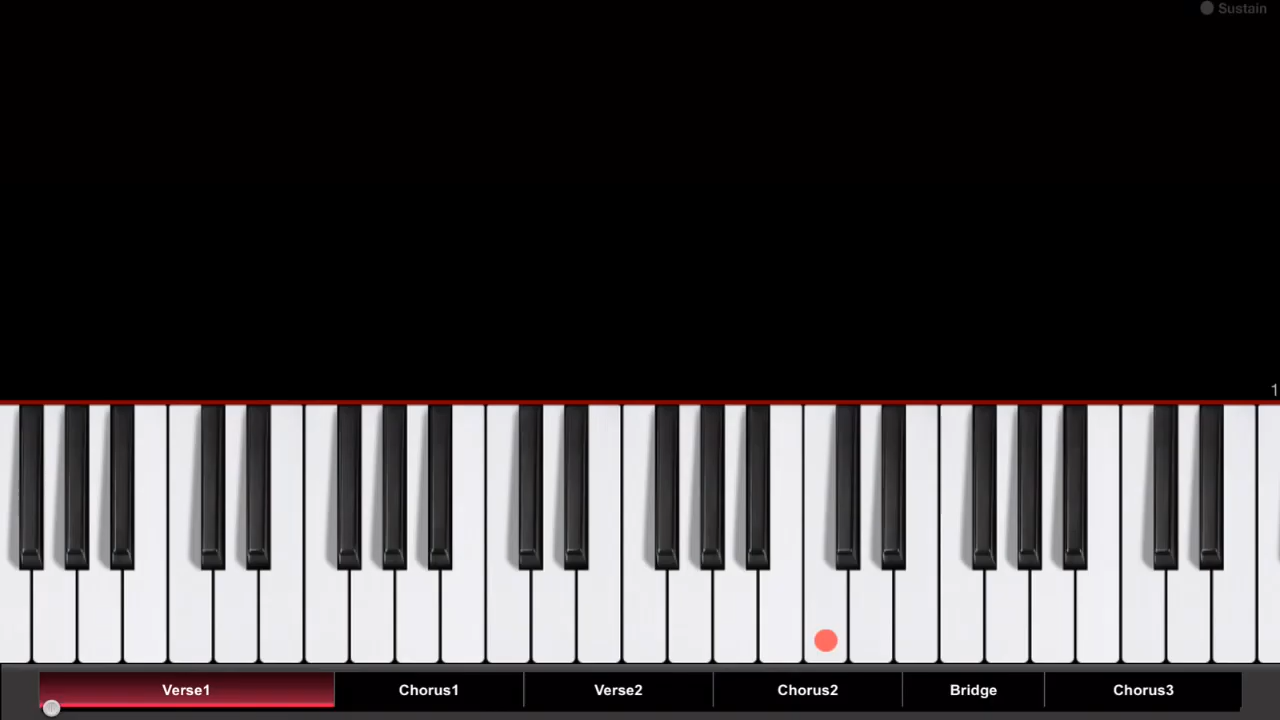 Sustain
1
Verse1
Chorus1
Verse2
Chorus2
Bridge
Chorus3